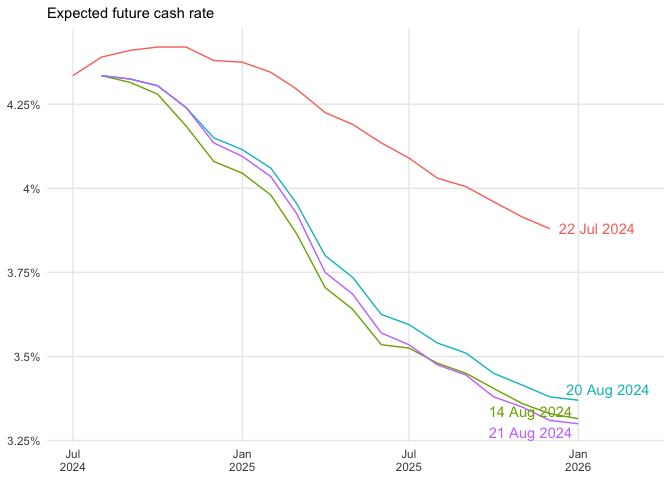 Expected future cash rate
4.25%
4%
3.75%
3.5%
3.25%
22 Jul 2024
20 Aug 2024
14 Aug 2024
21 Aug 2024
Jul Jan Jul Jan
2024 2025 2025 2026